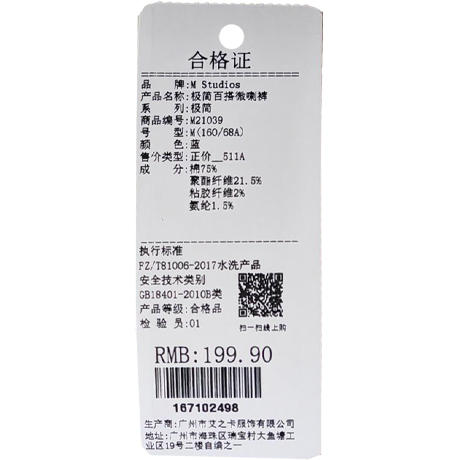 合格证
品 牌:M Studios
产品名称:极简百搭微喇裤
系 列:极简
商品编号:M21039
号 型:M(160/68A)
颜 色:蓝
售价类型:正价__511A
成 分:棉75%
聚酯纤维21.5%
粘胶纤维2%
氨纶1.5%
执行标准
FZ/T81006-2017水洗产品
安全技术类别
GB18401-2010B类
产品等级:合格品
检 验 员:01
扫一扫线上购
RMB:199.90
167102498
生产商:广州市艾之卡服饰有限公司
地址:广州市海珠区瑞宝村大鱼塘工
业区19号二楼自编之一